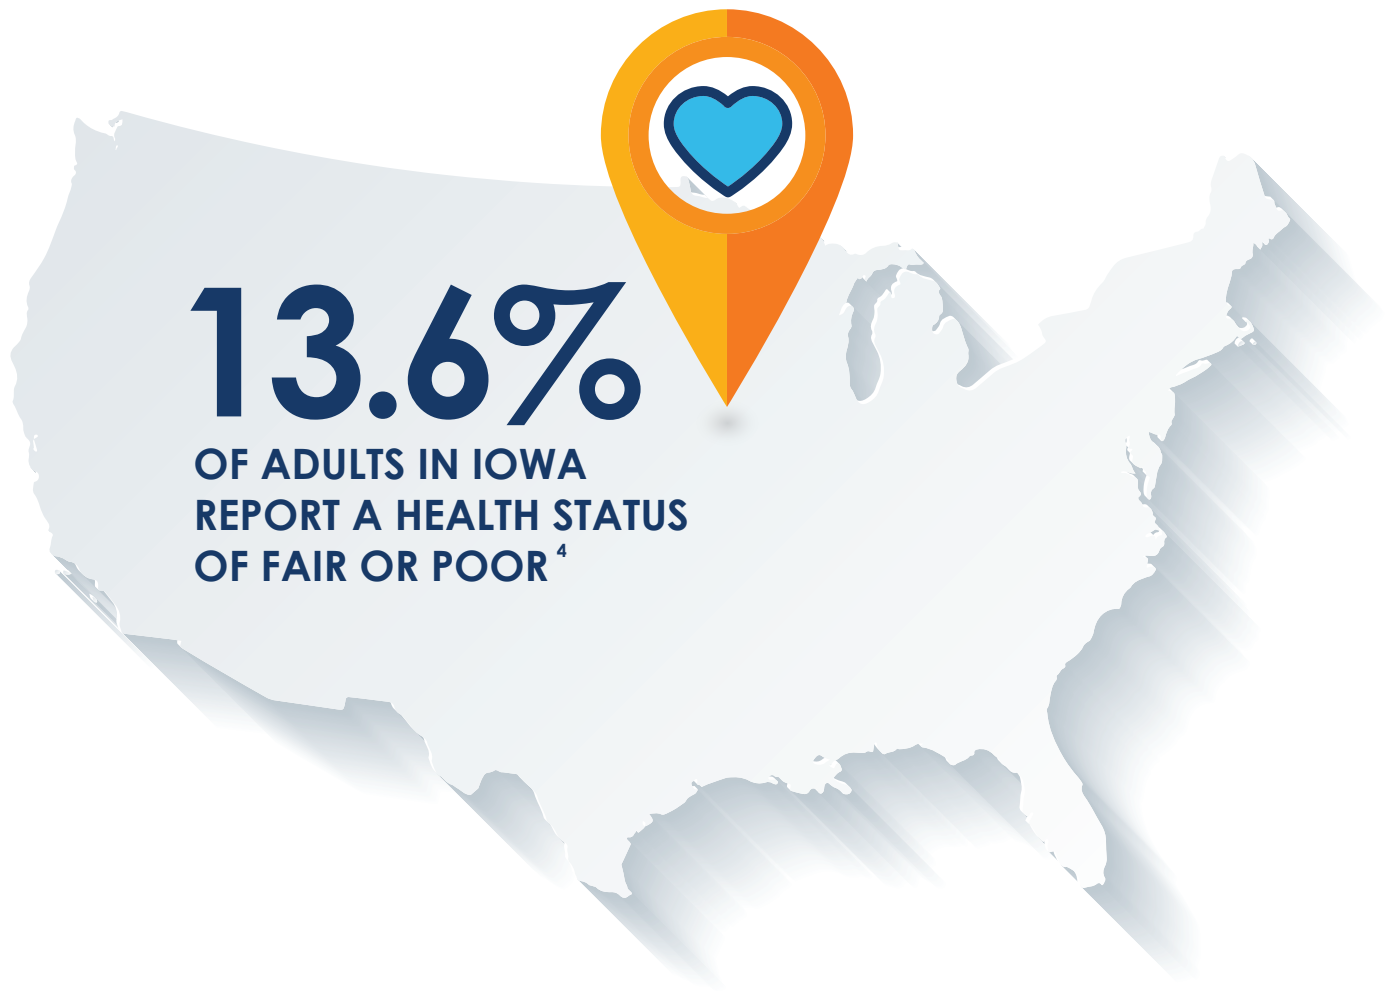 13.6%
OF ADULTS IN IOWA
REPORT A HEALTH STATUS
OF FAIR OR POOR 4